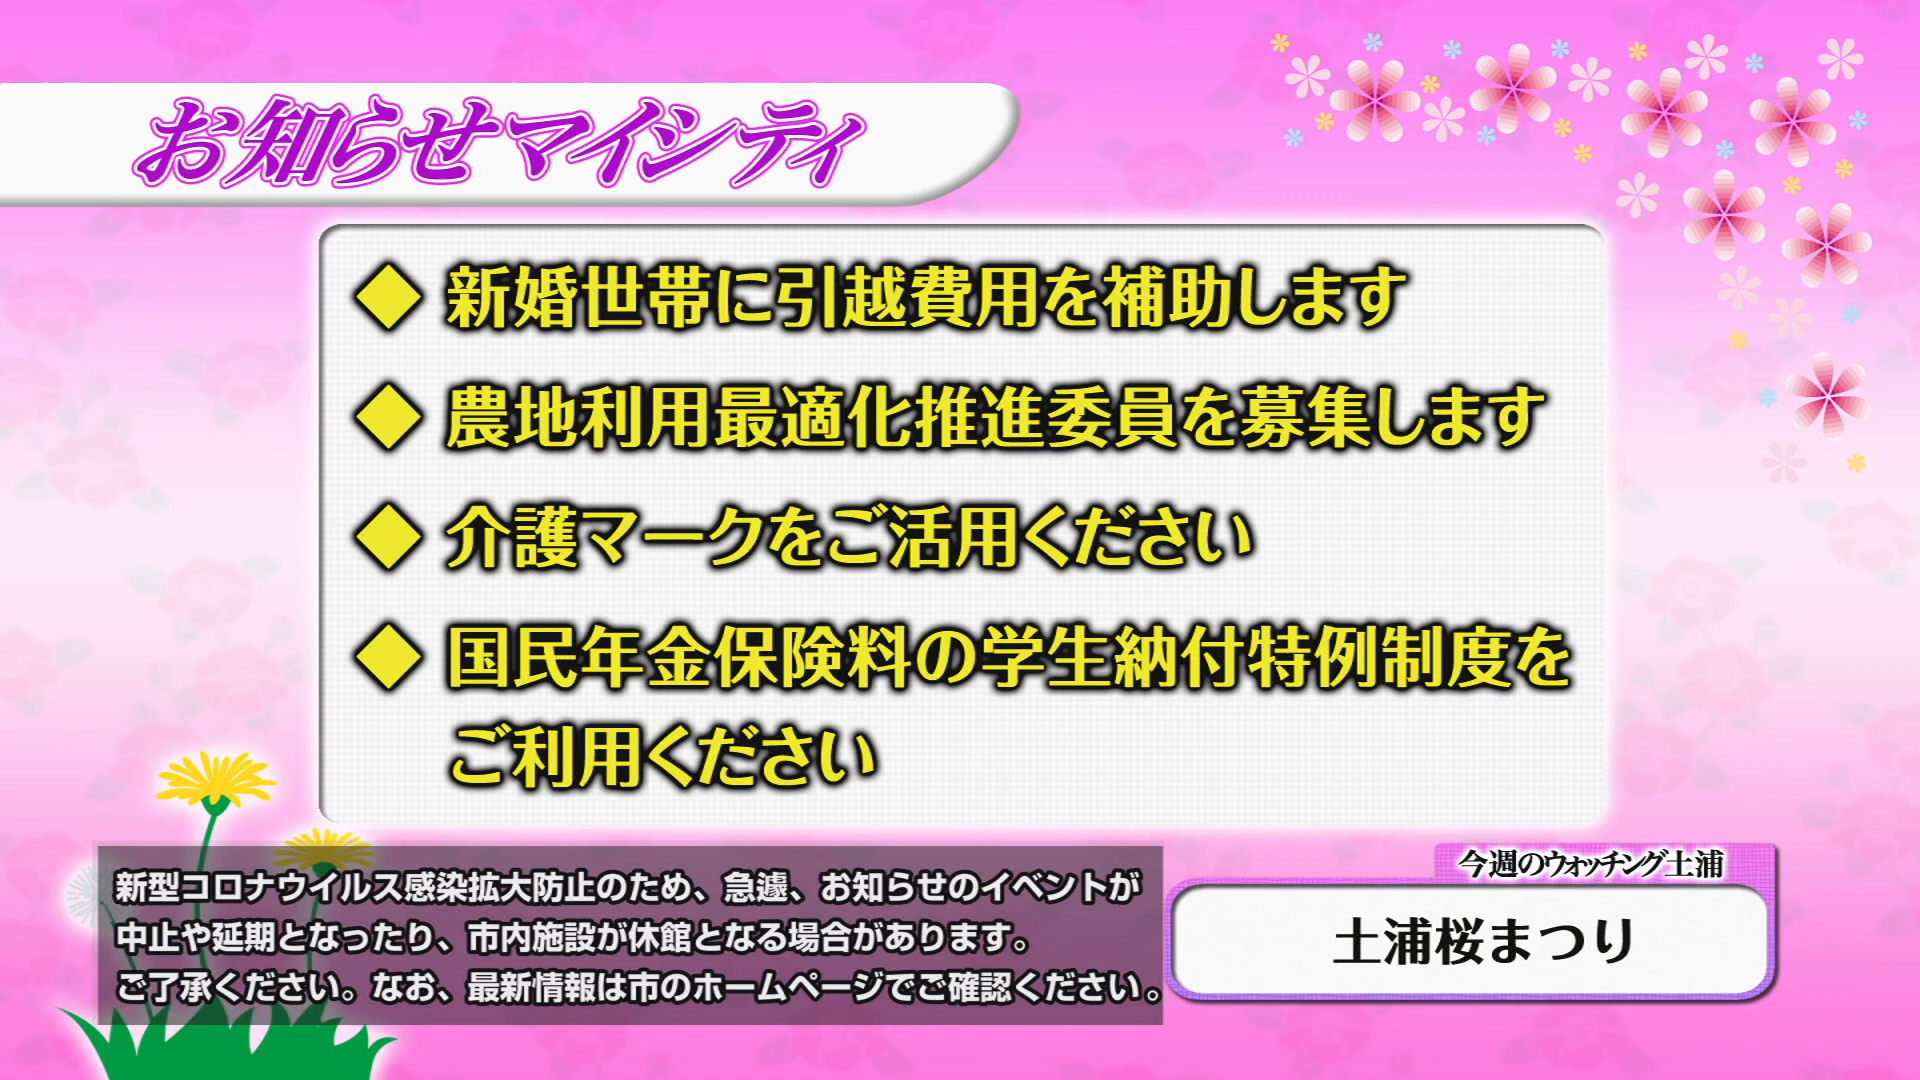 お知らせマイシティ
◆ 新婚世帯に引越費用を補助します
◆ 農地利用最適化推進委員を募集します
◆ 介護マークをご活用ください
◆ 国民年金保険料の学生納付特例制度を
ご利用ください
新型コロナウイルス感染拡大防止のため、急遽、お知らせのイベントが
中止や延期となったり、市内施設が休館となる場合があります。
ご了承ください。なお、最新情報は市のホームページでご確認ください。
今週のウォッチング土浦
土浦桜まつり